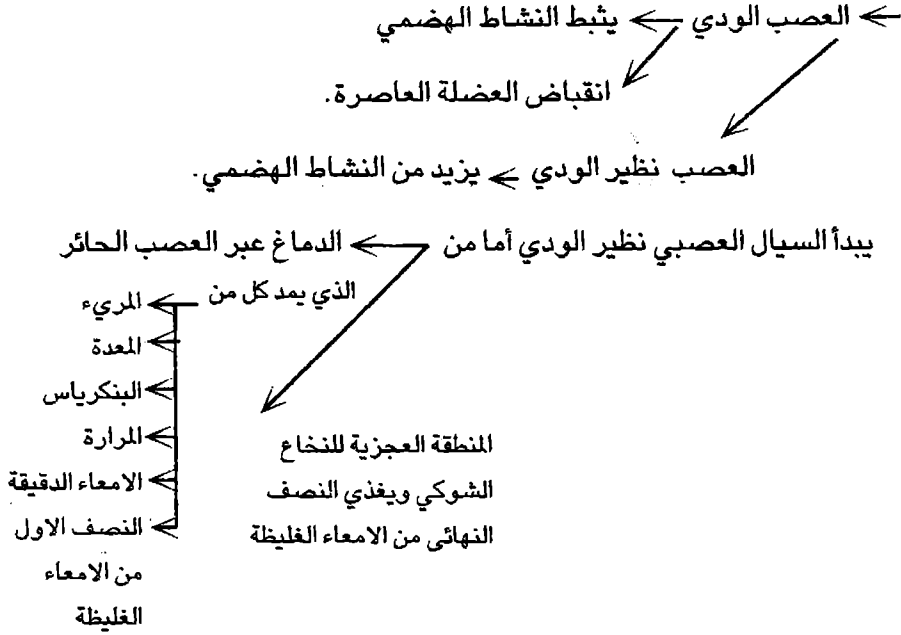 العصب الودي يثبط النشاط الهضمي
انقباض العضلة العاصرة.
العصب نظير الودي يزيد من النشاط الهضمي.
يبدأ السيال العصبي نظير الودي أما من الدماغ عبر العصب الحائر
الذي يمد كل من
المريء
المعدة
البنكرياس
المرارة
الامعاء الدقيقة
النصف الاول
من الامعاء
الغليظة
المنطقة العجزية للنخاع
الشوكي ويغذي النصف
النهائي من الامعاء الغليظة